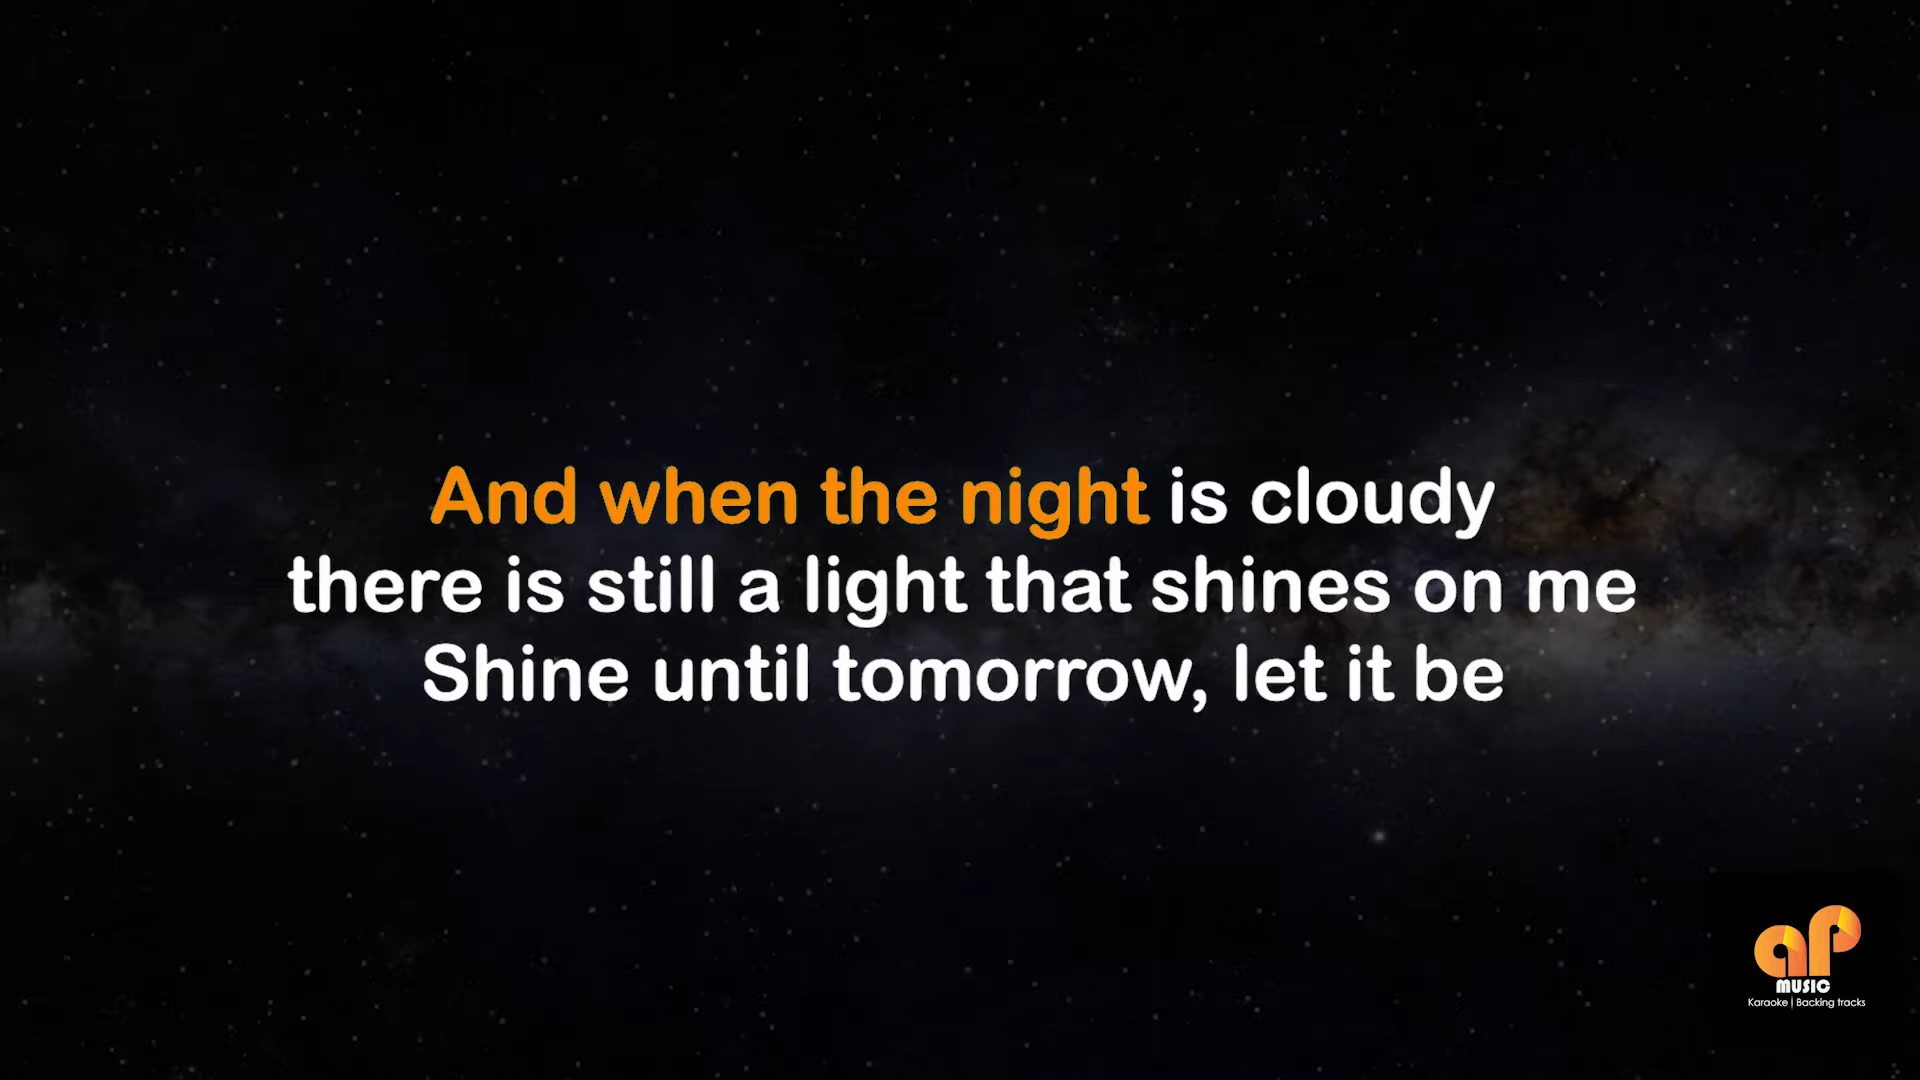 And when the night is cloudy
there is still a light that shines on me
Shine until tomorrow, let it be
aP
MUSIC
Karaoke | Backing tracks